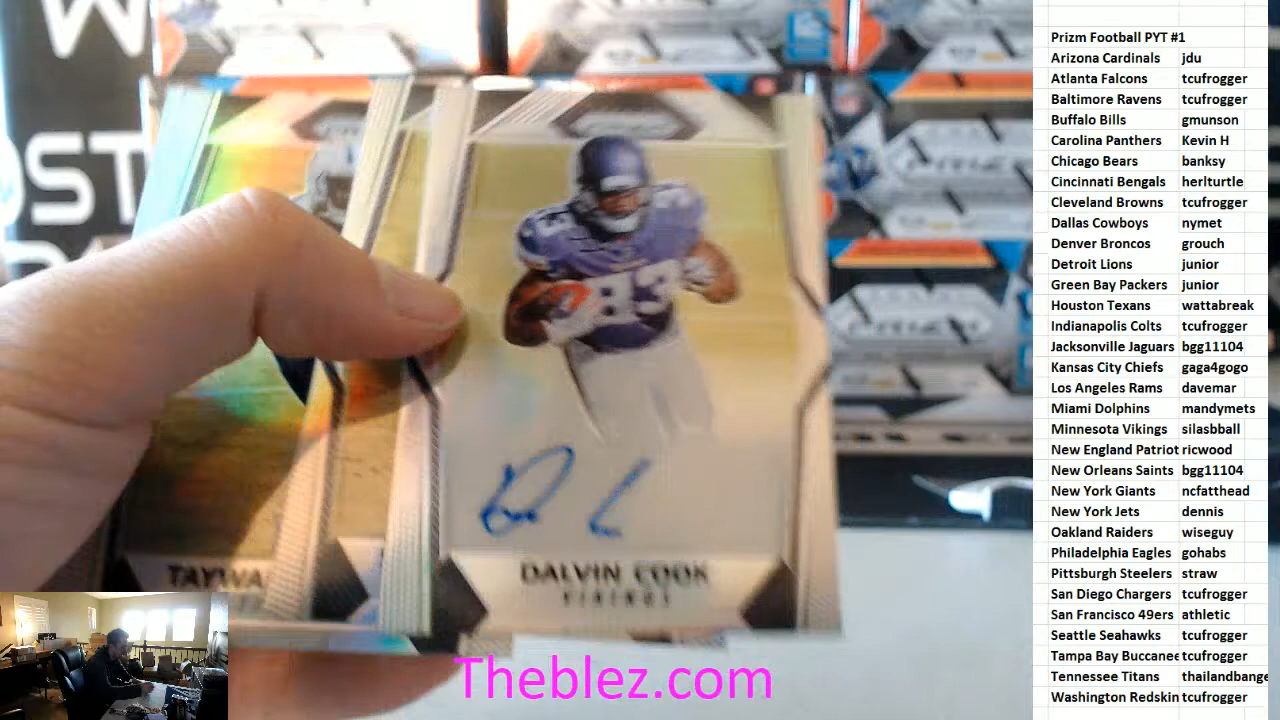 W
OST
PRIZM
PRIZM
83
83
TAYWA
DALVIN COOK
VIKINGS
Theblez.com
Prizm Football PYT #1
Arizona Cardinals jdu
Atlanta Falcons tcufrogger
Baltimore Ravens tcufrogger
Buffalo Bills gmunson
Carolina Panthers Kevin H
Chicago Bears banksy
Cincinnati Bengals herlturtle
Cleveland Browns tcufrogger
Dallas Cowboys nymet
Denver Broncos grouch
Detroit Lions junior
Green Bay Packers junior
Houston Texans wattabreak
Indianapolis Colts tcufrogger
Jacksonville Jaguars bgg11104
Kansas City Chiefs gaga4gogo
Los Angeles Rams davemar
Miami Dolphins mandymets
Minnesota Vikings silasbball
New England Patriot ricwood
New Orleans Saints bgg11104
New York Giants ncfatthead
New York Jets dennis
Oakland Raiders wiseguy
Philadelphia Eagles gohabs
Pittsburgh Steelers straw
San Diego Chargers tcufrogger
San Francisco 49ers athletic
Seattle Seahawks tcufrogger
Tampa Bay Buccanee tcufrogger
Tennessee Titans thailandbange
Washington Redskin tcufrogger